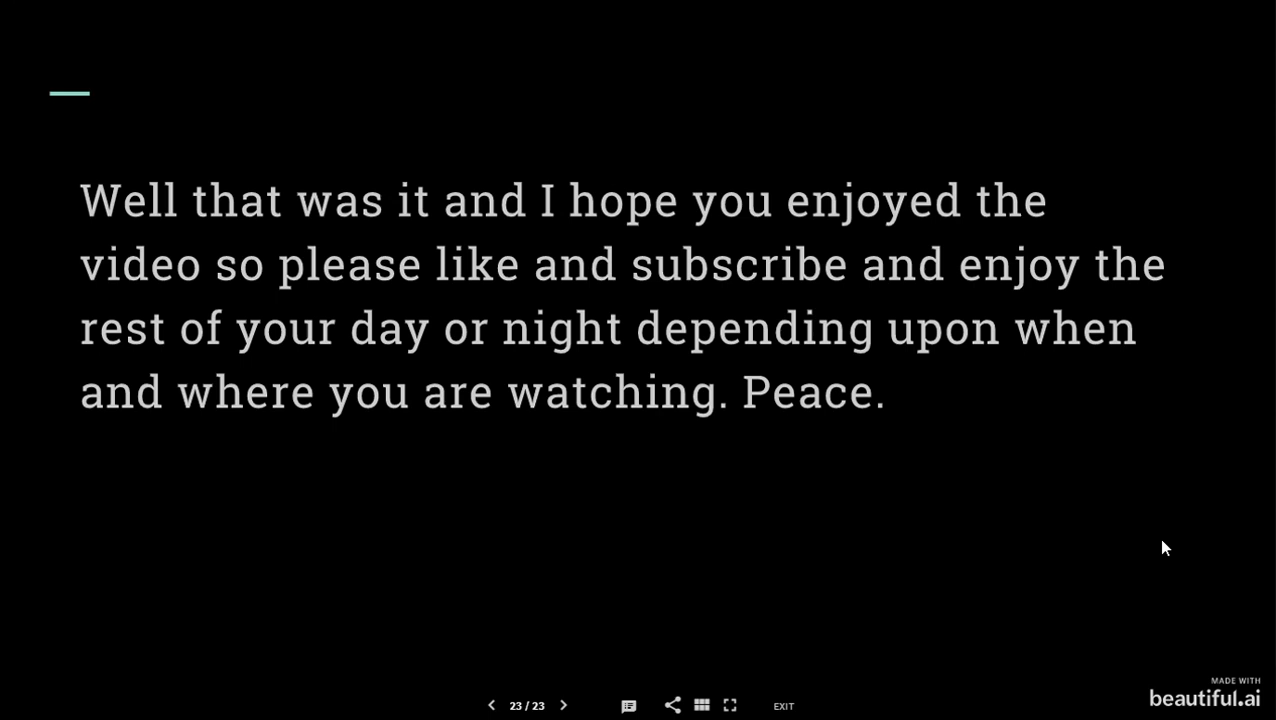 Well that was it and I hope you enjoyed the
video so please like and subscribe and enjoy the
rest of your day or night depending upon when
and where you are watching. Peace.
23 / 23
EXIT
MADE WITH
beautiful.ai